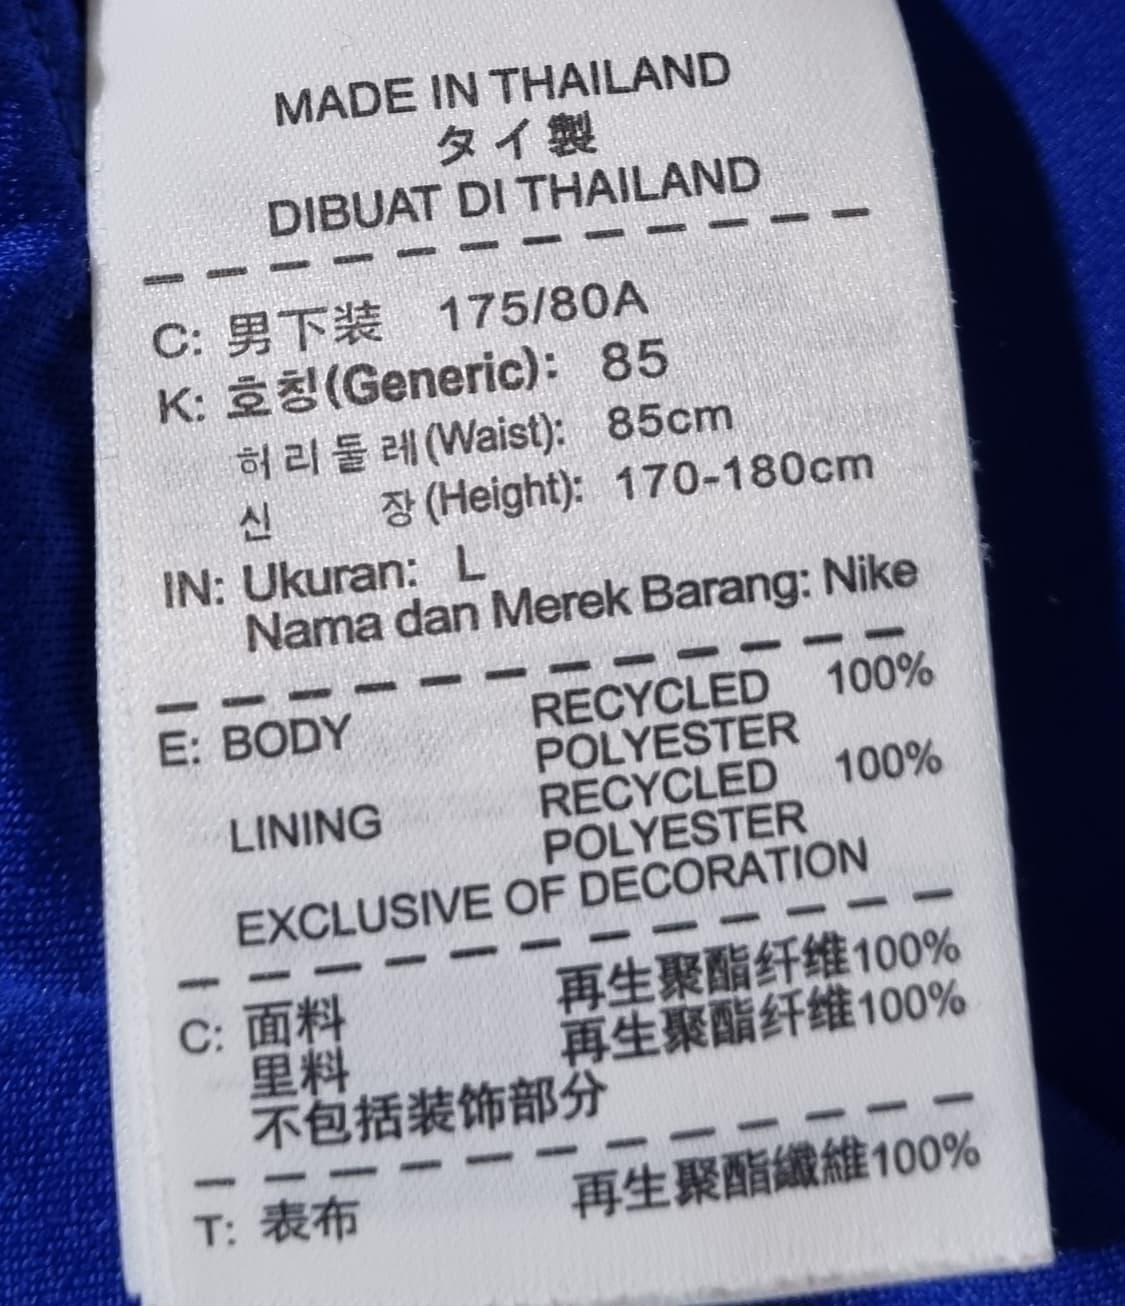 MADE IN THAILAND
タイ製
DIBUAT DI THAILAND
C: 男下装 175/80A
K: 호칭(Generic): 85
허리둘레(Waist): 85cm
신 장(Height): 170-180cm
IN: Ukuran: L
Nama dan Merek Barang: Nike
E: BODY RECYCLED 100%
POLYESTER
LINING RECYCLED 100%
POLYESTER
EXCLUSIVE OF DECORATION
C: 面料 再生聚酯纤维100%
里料 再生聚酯纤维100%
不包括装饰部分
T: 表布 再生聚酯纖維100%